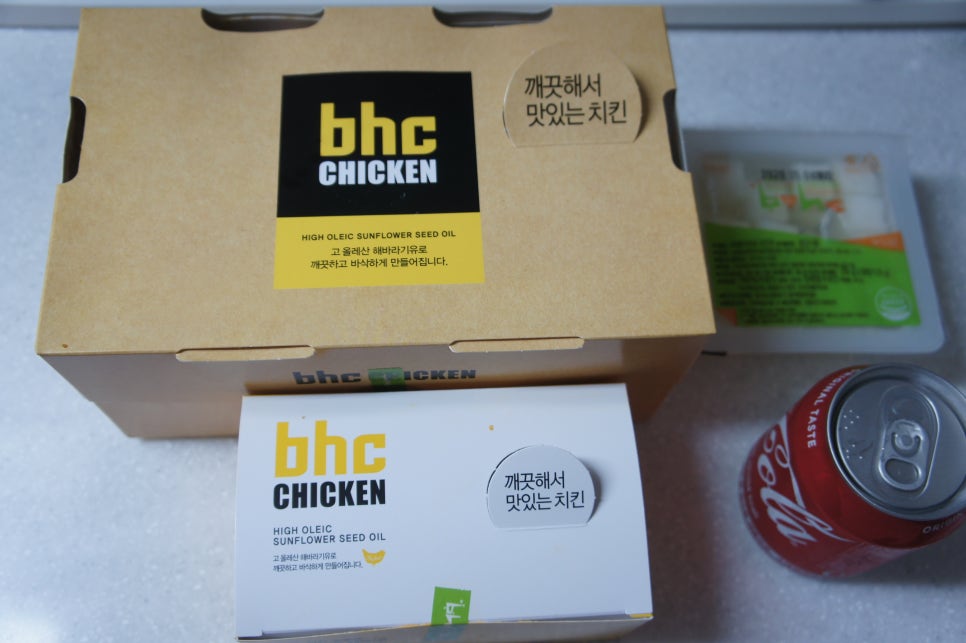 bhc
CHICKEN
HIGH OLEIC SUNFLOWER SEED OIL
고 올레산 해바라기유로
깨끗하고 바삭하게 만들어집니다.
깨끗해서
맛있는 치킨
bhc CHICKEN
bhc
CHICKEN
HIGH OLEIC
SUNFLOWER SEED OIL
고 올레산 해바라기유로
깨끗하고 바삭하게 만들어집니다.
깨끗해서
맛있는 치킨
ORIGINAL TASTE
Cola